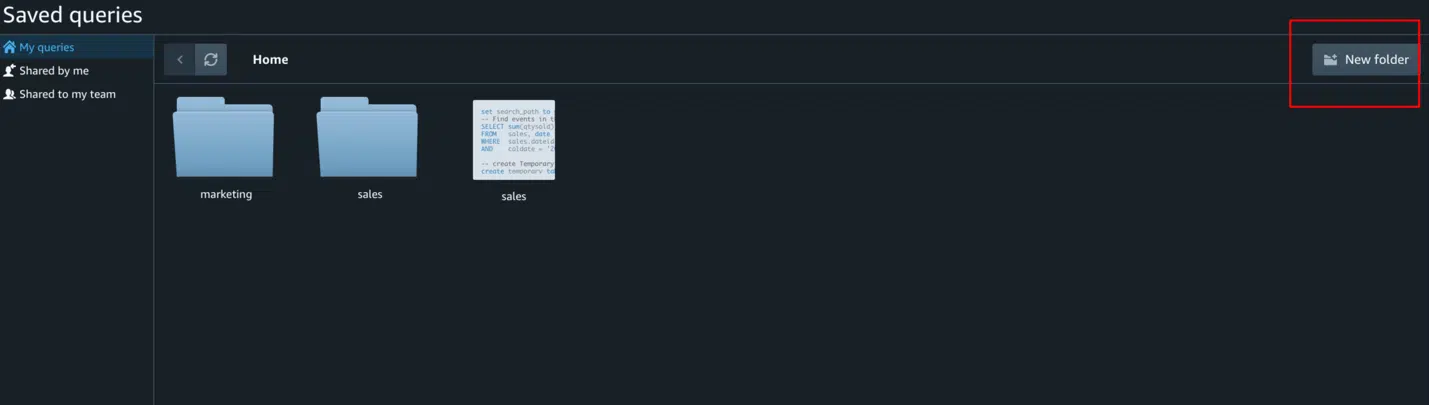 Saved queries
My queries
Shared by me
Shared to my team
Home
New folder
set search_path to
-- Find events in
SELECT sum(qtysold)
FROM sales, date
WHERE sales.dateid
AND caldate =
-- create Temporary
create temporary
marketing
sales
sales